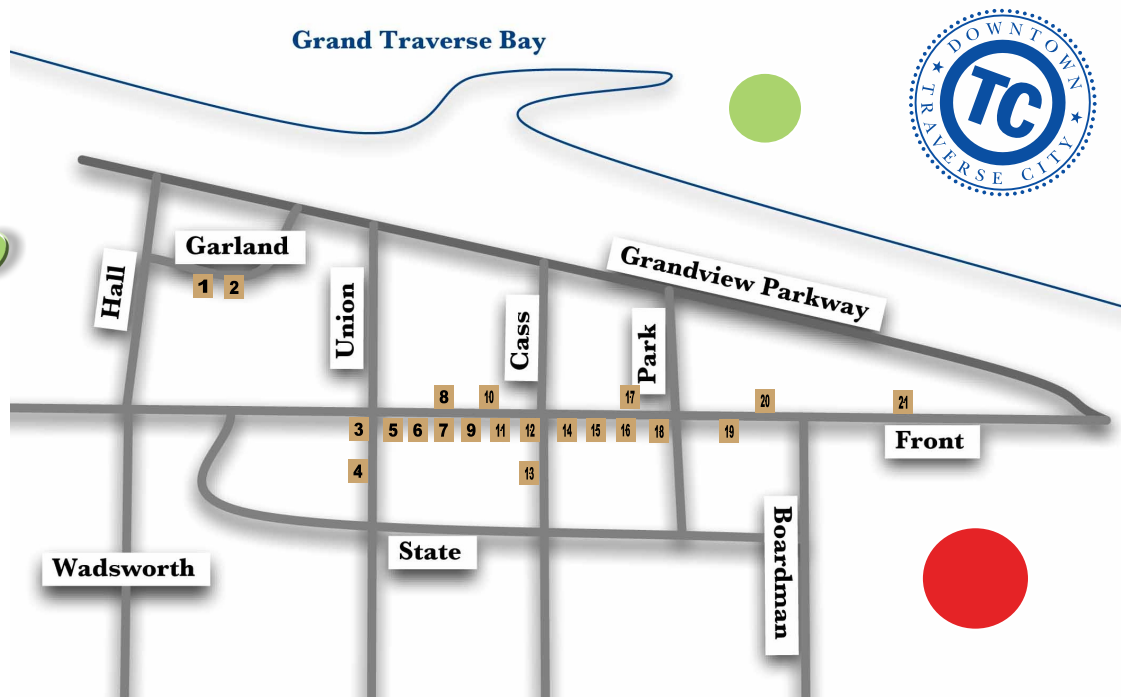 Grand Traverse Bay
DOWNTOWN
TRAVERSE CITY
TC
Garland
Hall
1 2
Union
Cass
Park
Grandview Parkway
8 10 17 20 21
3 5 6 7 9 11 12 14 15 16 18 19
Front
4 13
Boardman
State
Wadsworth